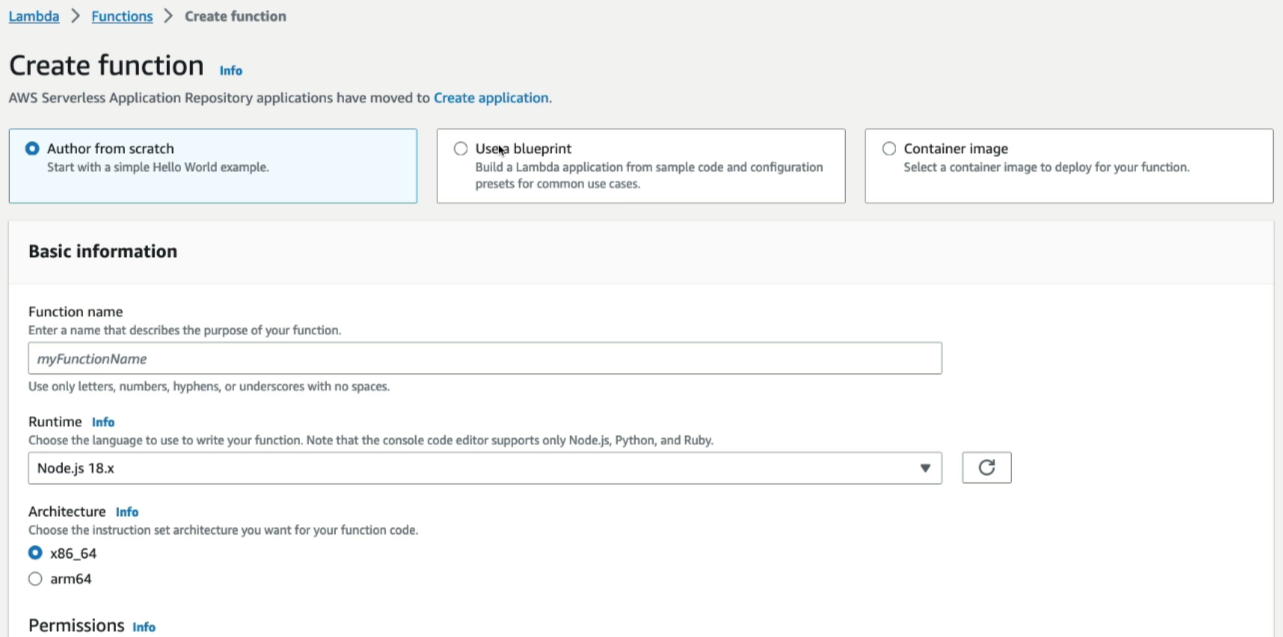 Lambda > Functions > Create function
Create function Info
AWS Serverless Application Repository applications have moved to Create application.
Author from scratch
Start with a simple Hello World example.
Use a blueprint
Build a Lambda application from sample code and configuration
presets for common use cases.
Container image
Select a container image to deploy for your function.
Basic information
Function name
Enter a name that describes the purpose of your function.
myFunctionName
Use only letters, numbers, hyphens, or underscores with no spaces.
Runtime Info
Choose the language to use to write your function. Note that the console code editor supports only Node.js, Python, and Ruby.
Node.js 18.x
Architecture Info
Choose the instruction set architecture you want for your function code.
x86_64
arm64
Permissions Info